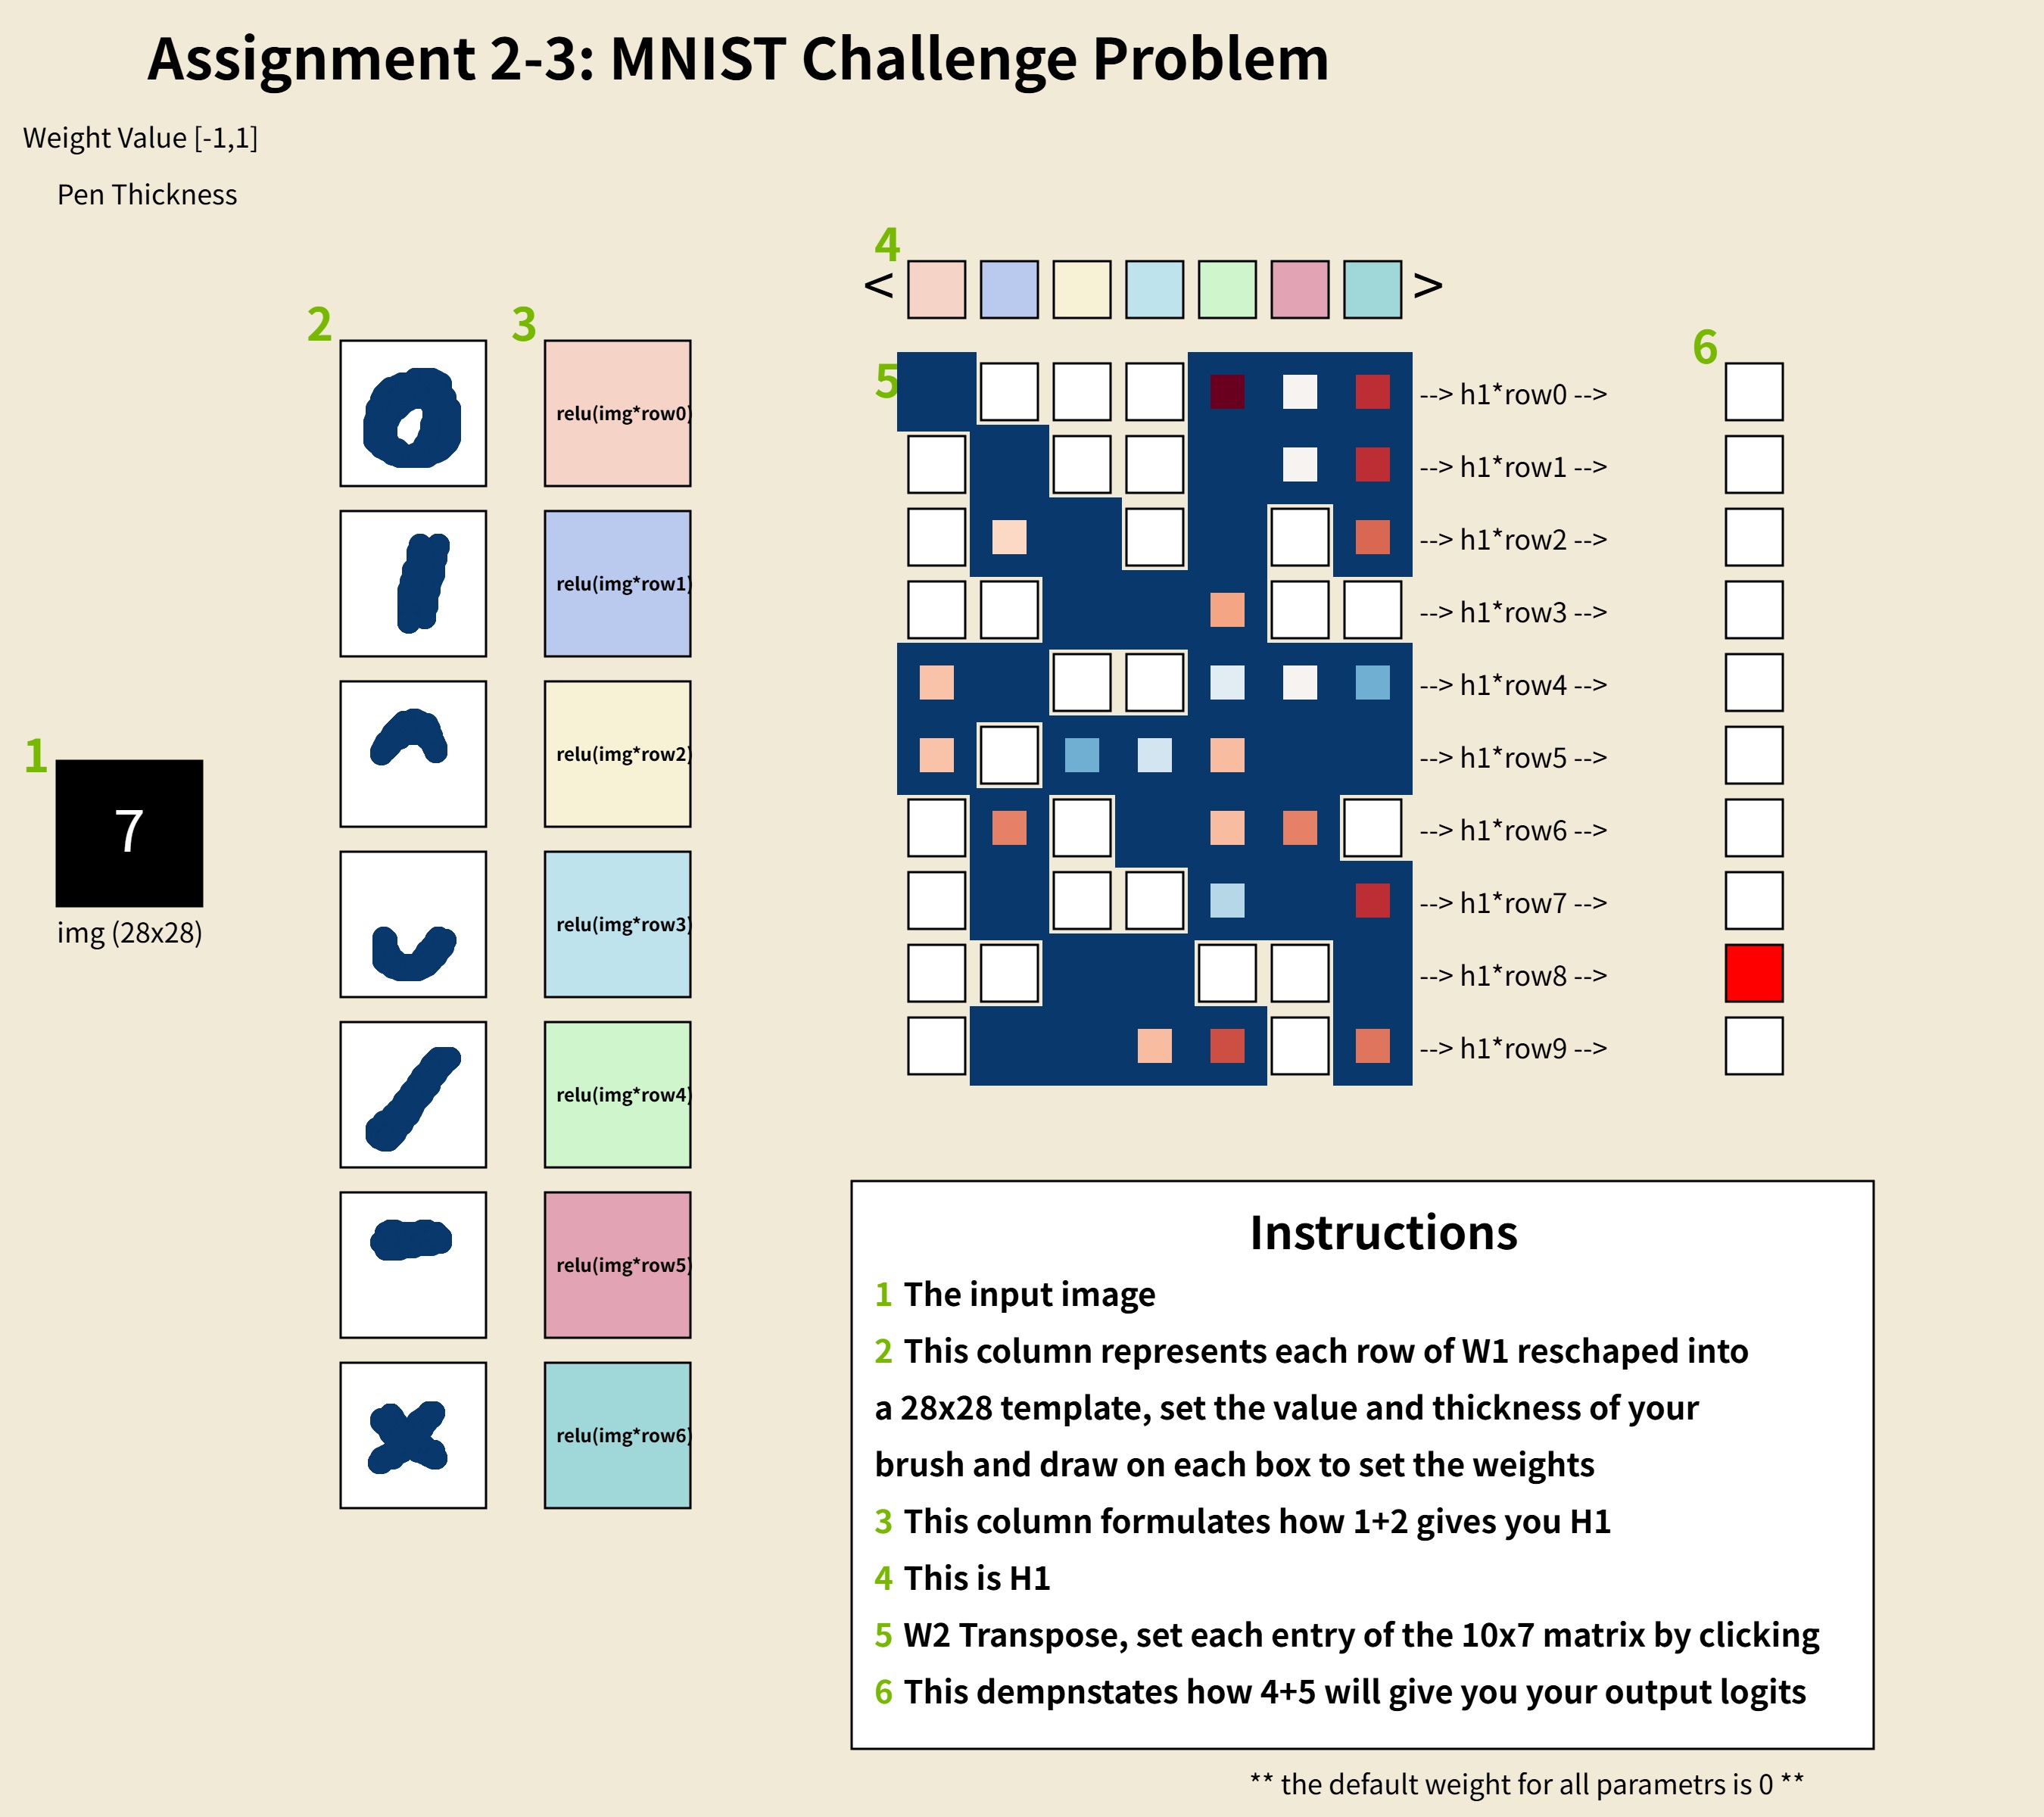 Assignment 2-3: MNIST Challenge Problem
Weight Value [-1,1]
Pen Thickness
4
< >
2
3
5
6
relu(img*row0)
relu(img*row1)
relu(img*row2)
relu(img*row3)
relu(img*row4)
relu(img*row5)
relu(img*row6)
1
7
img (28x28)
--> h1*row0 -->
--> h1*row1 -->
--> h1*row2 -->
--> h1*row3 -->
--> h1*row4 -->
--> h1*row5 -->
--> h1*row6 -->
--> h1*row7 -->
--> h1*row8 -->
--> h1*row9 -->
Instructions
1 The input image
2 This column represents each row of W1 reschaped into
a 28x28 template, set the value and thickness of your
brush and draw on each box to set the weights
3 This column formulates how 1+2 gives you H1
4 This is H1
5 W2 Transpose, set each entry of the 10x7 matrix by clicking
6 This dempnstates how 4+5 will give you your output logits
** the default weight for all parametrs is 0 **